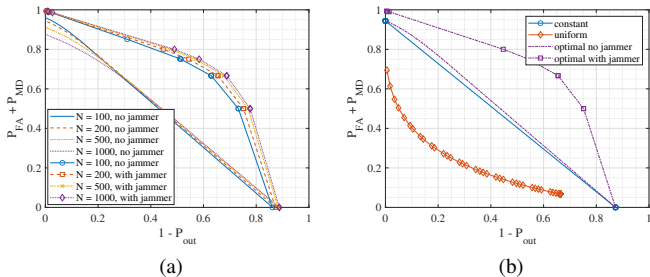 1
0.8
0.6
0.4
0.2
0
P_FA + P_MD
N = 100, no jammer
N = 200, no jammer
N = 500, no jammer
N = 1000, no jammer
N = 100, with jammer
N = 200, with jammer
N = 500, with jammer
N = 1000, with jammer
0 0.2 0.4 0.6 0.8 1
1 - P_out
(a)
1
0.8
0.6
0.4
0.2
0
P_FA + P_MD
constant
uniform
optimal no jammer
optimal with jammer
0 0.2 0.4 0.6 0.8 1
1 - P_out
(b)